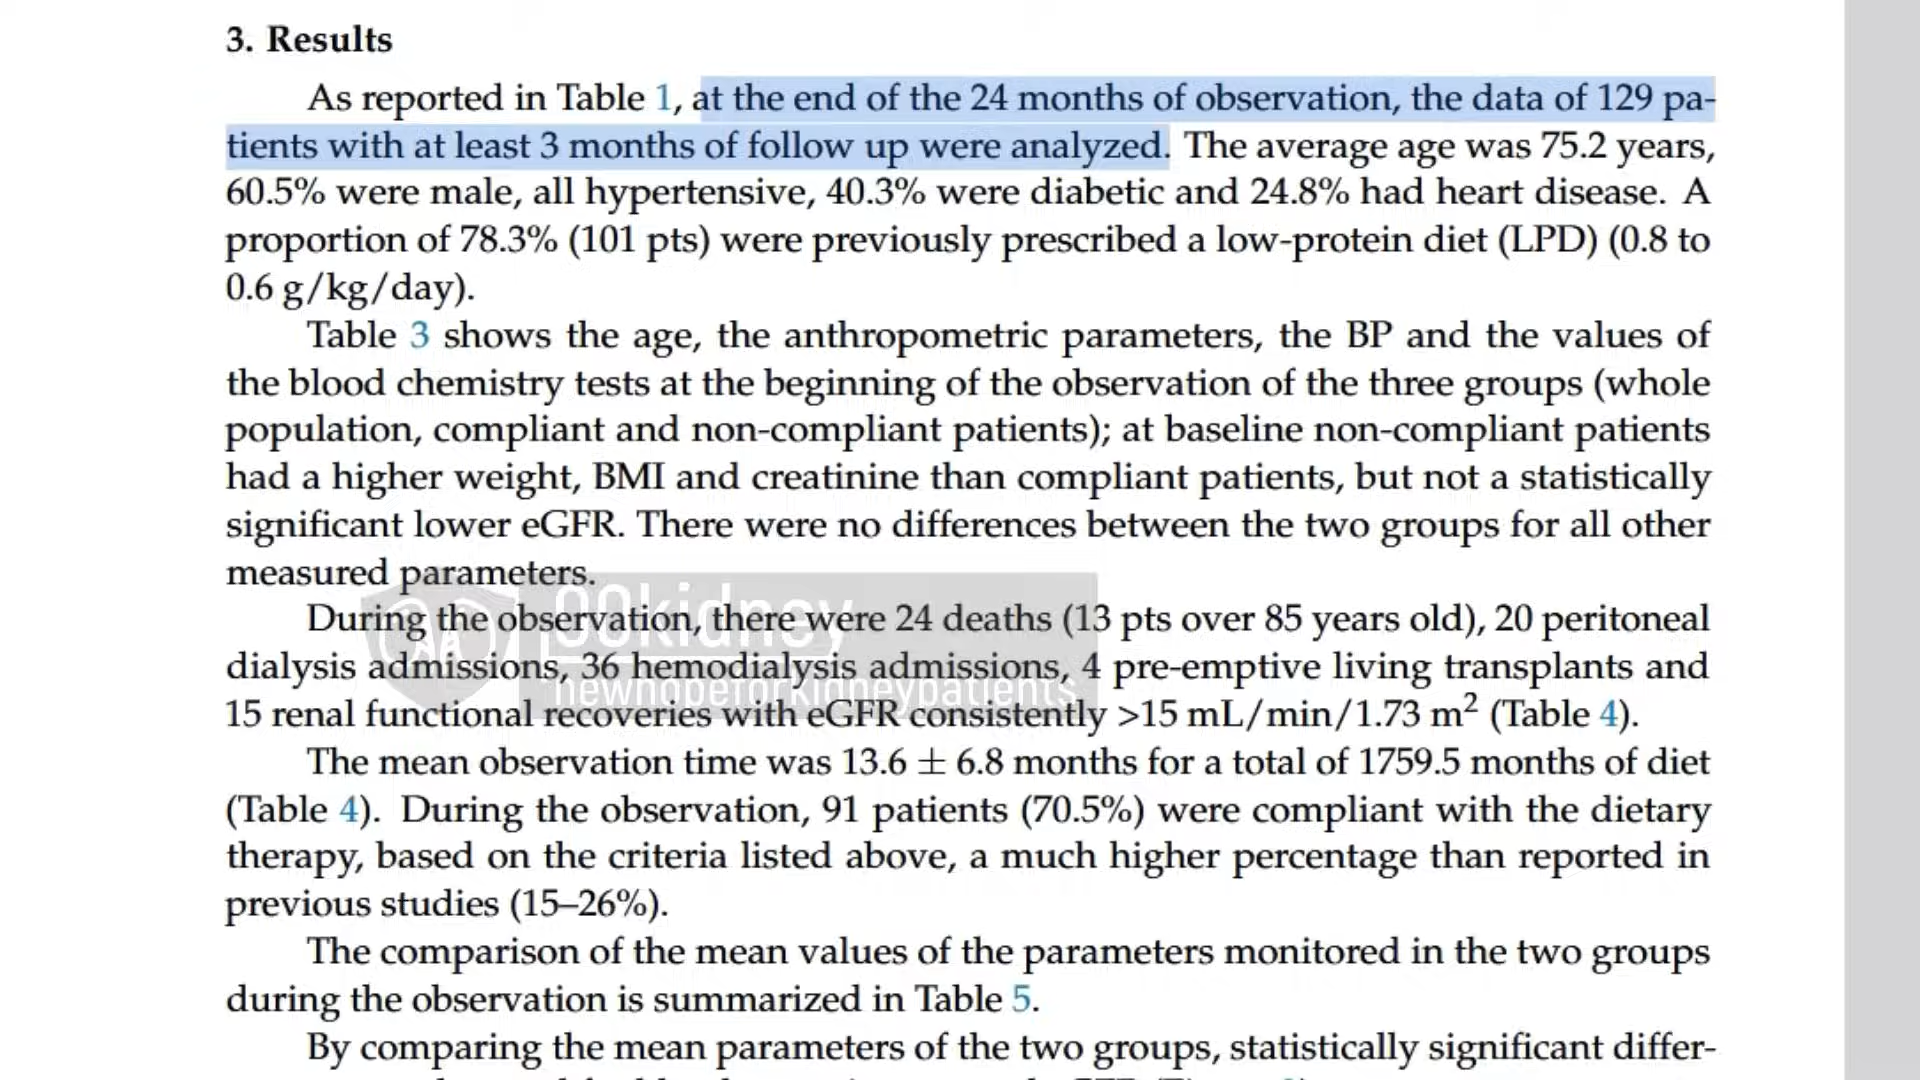 3. Results
As reported in Table 1, at the end of the 24 months of observation, the data of 129 pa-
tients with at least 3 months of follow up were analyzed. The average age was 75.2 years,
60.5% were male, all hypertensive, 40.3% were diabetic and 24.8% had heart disease. A
proportion of 78.3% (101 pts) were previously prescribed a low-protein diet (LPD) (0.8 to
0.6 g/kg/day).
Table 3 shows the age, the anthropometric parameters, the BP and the values of
the blood chemistry tests at the beginning of the observation of the three groups (whole
population, compliant and non-compliant patients); at baseline non-compliant patients
had a higher weight, BMI and creatinine than compliant patients, but not a statistically
significant lower eGFR. There were no differences between the two groups for all other
measured parameters.
00kidney
During the observation, there were 24 deaths (13 pts over 85 years old), 20 peritoneal
dialysis admissions, 36 hemodialysis admissions, 4 pre-emptive living transplants and
newhopeforkidneypatients
15 renal functional recoveries with eGFR consistently >15 mL/min/1.73 m² (Table 4).
The mean observation time was 13.6 ± 6.8 months for a total of 1759.5 months of diet
(Table 4). During the observation, 91 patients (70.5%) were compliant with the dietary
therapy, based on the criteria listed above, a much higher percentage than reported in
previous studies (15–26%).
The comparison of the mean values of the parameters monitored in the two groups
during the observation is summarized in Table 5.
By comparing the mean parameters of the two groups, statistically significant differ-